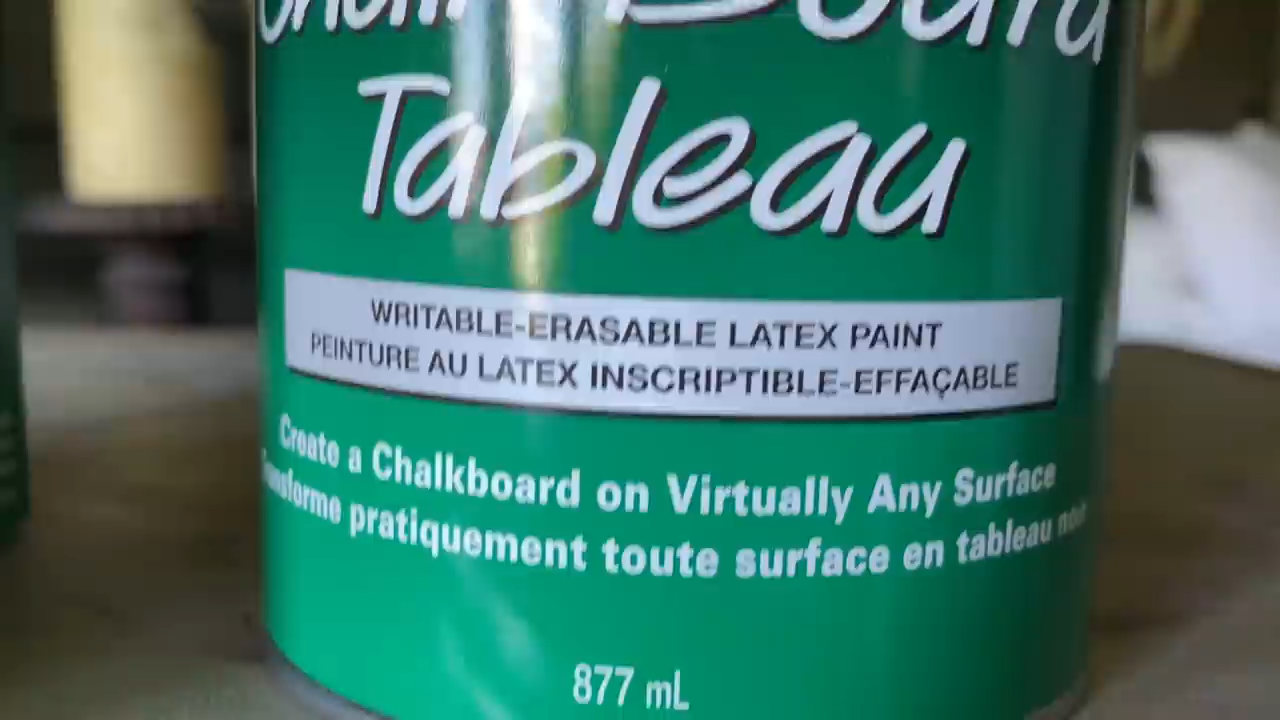 Board
Tableau
WRITABLE-ERASABLE LATEX PAINT
PEINTURE AU LATEX INSCRIPTIBLE-EFFAÇABLE
Create a Chalkboard on Virtually Any Surface
pratiquement toute surface en tableau
877 mL